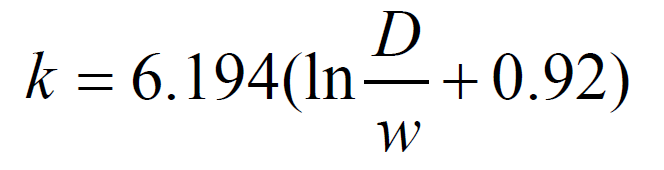 k = 6.194(ln D/w + 0.92)